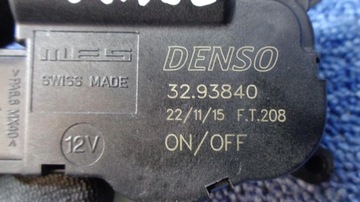 MES
DENSO
SWISS MADE
32.93840
22/11/15 F.T.208
12V
ON/OFF